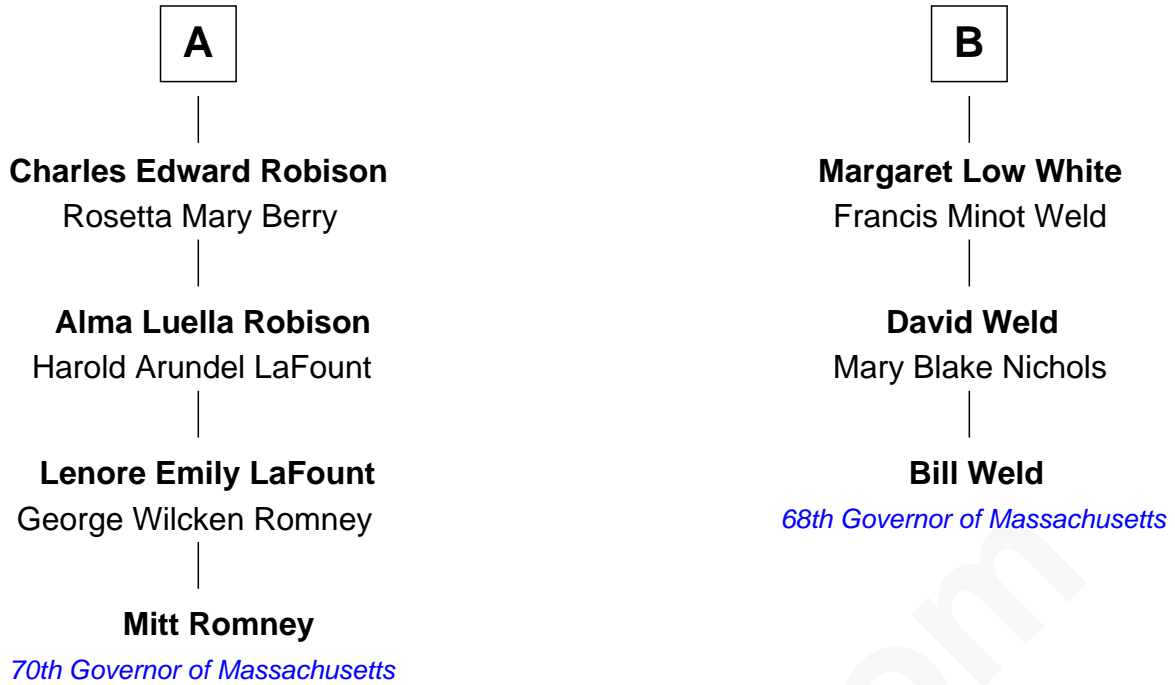 A
Charles Edward Robison
Rosetta Mary Berry
Alma Luella Robison
Harold Arundel LaFount
Lenore Emily LaFount
George Wilcken Romney
Mitt Romney
70th Governor of Massachusetts
B
Margaret Low White
Francis Minot Weld
David Weld
Mary Blake Nichols
Bill Weld
68th Governor of Massachusetts
om